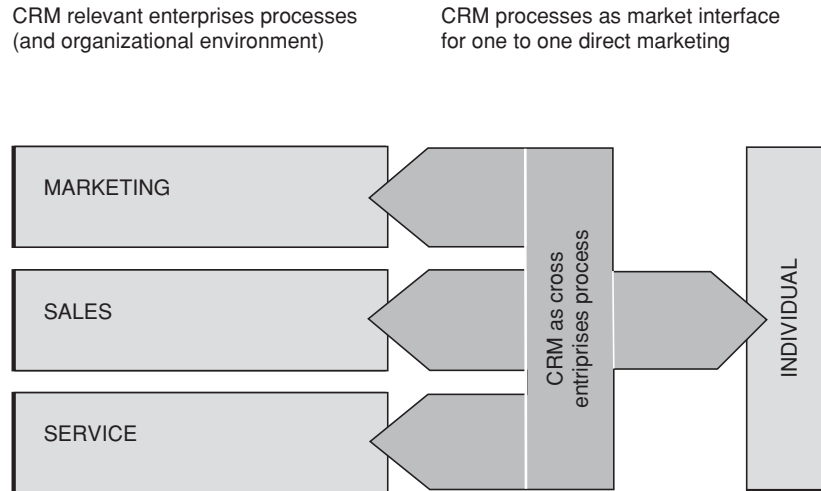 CRM relevant enterprises processes
(and organizational environment)
CRM processes as market interface
for one to one direct marketing
MARKETING
SALES
SERVICE
CRM as cross
entriprises process
INDIVIDUAL